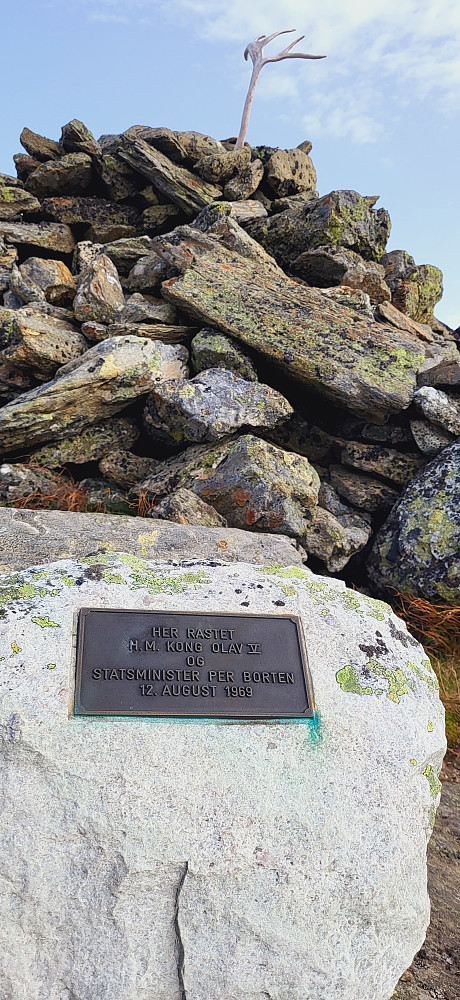 HER RASTET
H.M. KONG OLAV V
OG
STATSMINISTER PER BORTEN
12. AUGUST 1969